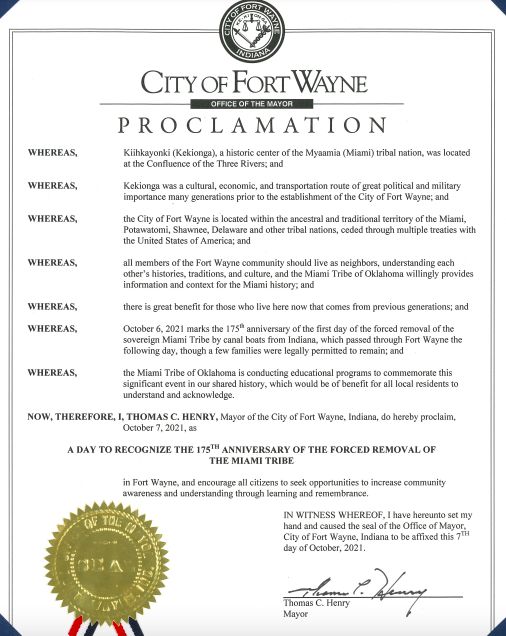 CITY OF FORT WAYNE
INDIANA
CITY OF FORT WAYNE
OFFICE OF THE MAYOR
PROCLAMATION
WHEREAS, Kiihkayonki (Kekionga), a historic center of the Myaamia (Miami) tribal nation, was located
at the Confluence of the Three Rivers; and
WHEREAS, Kekionga was a cultural, economic, and transportation route of great political and military
importance many generations prior to the establishment of the City of Fort Wayne; and
WHEREAS, the City of Fort Wayne is located within the ancestral and traditional territory of the Miami,
Potawatomi, Shawnee, Delaware and other tribal nations, ceded through multiple treaties with
the United States of America; and
WHEREAS, all members of the Fort Wayne community should live as neighbors, understanding each
other's histories, traditions, and culture, and the Miami Tribe of Oklahoma willingly provides
information and context for the Miami history; and
WHEREAS, there is great benefit for those who live here now that comes from previous generations; and
WHEREAS, October 6, 2021 marks the 175th anniversary of the first day of the forced removal of the
sovereign Miami Tribe by canal boats from Indiana, which passed through Fort Wayne the
following day, though a few families were legally permitted to remain; and
WHEREAS, the Miami Tribe of Oklahoma is conducting educational programs to commemorate this
significant event in our shared history, which would be of benefit for all local residents to
understand and acknowledge.
NOW, THEREFORE, I, THOMAS C. HENRY, Mayor of the City of Fort Wayne, Indiana, do hereby proclaim,
October 7, 2021, as
A DAY TO RECOGNIZE THE 175TH ANNIVERSARY OF THE FORCED REMOVAL OF
THE MIAMI TRIBE
in Fort Wayne, and encourage all citizens to seek opportunities to increase community
awareness and understanding through learning and remembrance.
IN WITNESS WHEREOF, I have hereunto set my
hand and caused the seal of the Office of Mayor,
City of Fort Wayne, Indiana to be affixed this 7TH
day of October, 2021.
Thomas C. Henry
Thomas C. Henry
Mayor